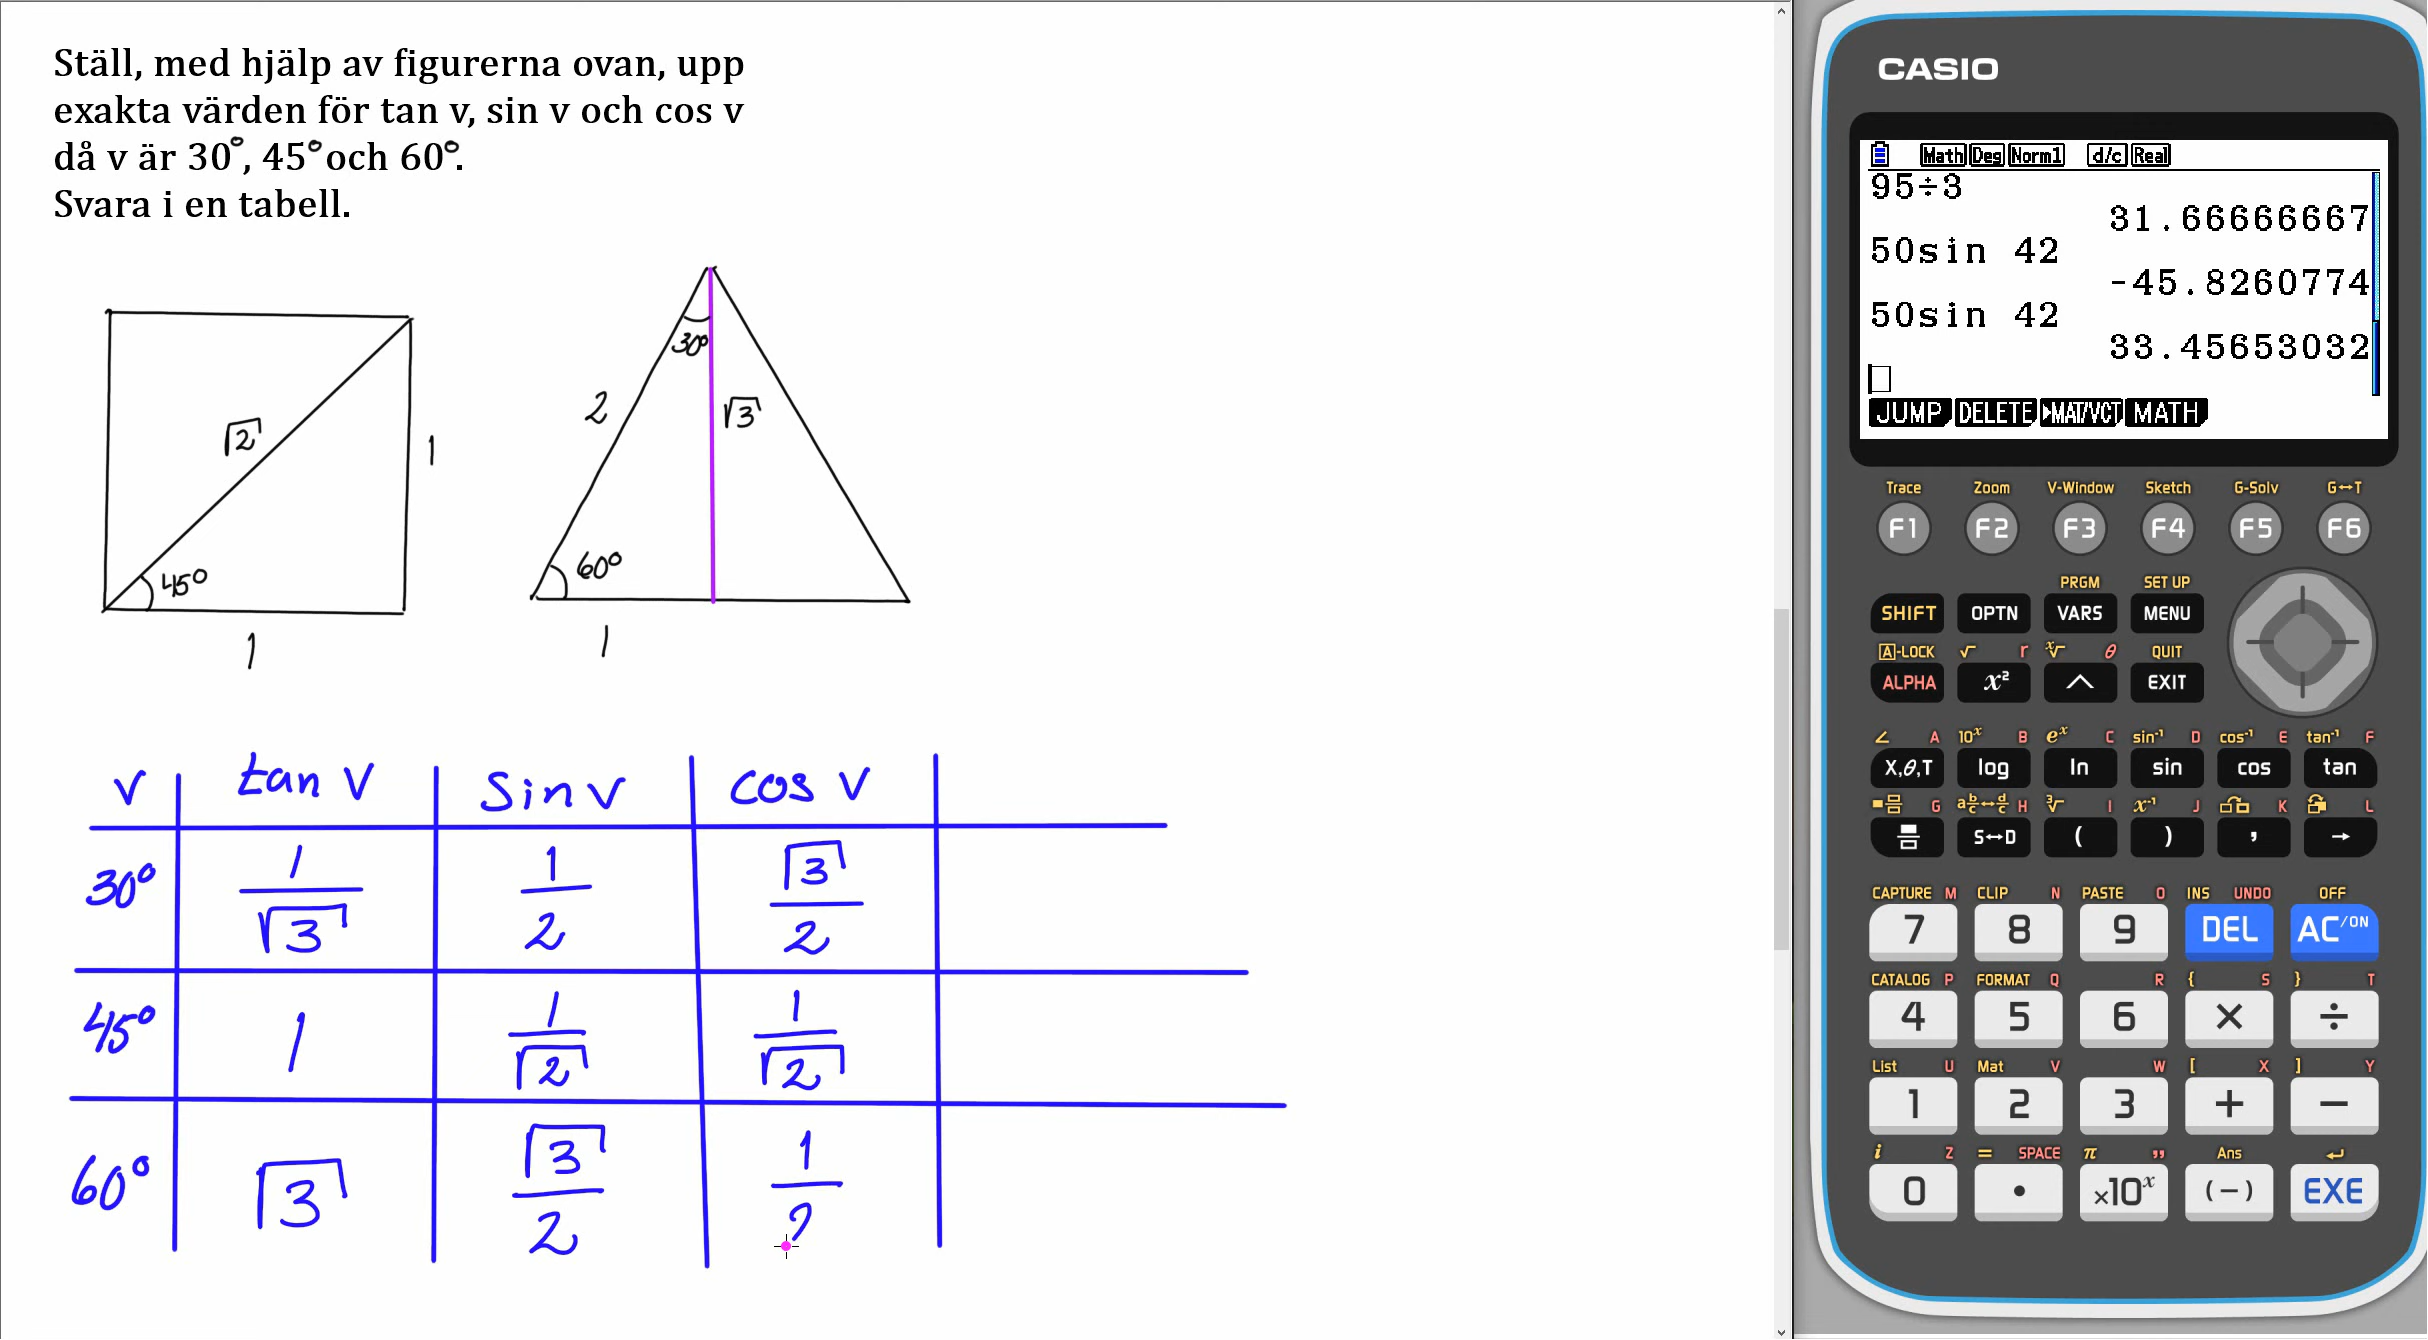 Ställ, med hjälp av figurerna ovan, upp
exakta värden för tan v, sin v och cos v
då v är 30°, 45° och 60°.
Svara i en tabell.
√2
1
45°
1
30°
2
√3
60°
1
v tan v sin v cos v
30° 1/√3 1/2 √3/2
45° 1 1/√2 1/√2
60° √3 √3/2 1/2
CASIO
Math Deg Norm1 d/c Real
95÷3
31.66666667
50sin 42
-45.8260774
50sin 42
33.45653032
JUMP DELETE ▶MAT/VCT MATH
Trace Zoom V-Window Sketch G-Solv G↔T
F1 F2 F3 F4 F5 F6
PRGM SET UP
SHIFT OPTN VARS MENU
A-LOCK √ r ˣ√ θ QUIT
ALPHA x² ^ EXIT
∠ A 10ˣ B eˣ C sin⁻¹ D cos⁻¹ E tan⁻¹ F
X,θ,T log ln sin cos tan
G a b/c↔d/c H ³√ I x⁻¹ J K L
S↔D ( ) , →
CAPTURE M CLIP N PASTE O INS UNDO OFF
7 8 9 DEL AC/ON
CATALOG P FORMAT Q R { S } T
4 5 6 × ÷
List U Mat V W [ X ] Y
1 2 3 + −
i Z = SPACE π " Ans ↵
0 . ×10ˣ (−) EXE